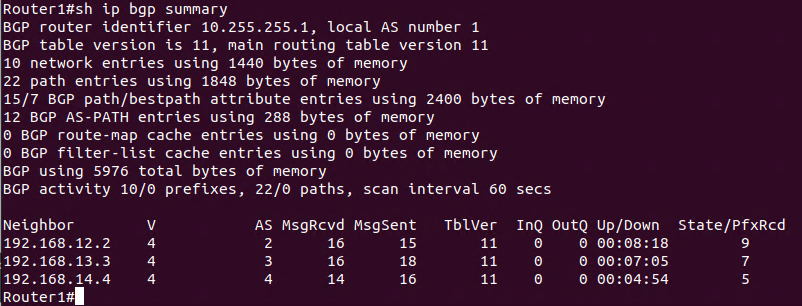 Router1#sh ip bgp summary
BGP router identifier 10.255.255.1, local AS number 1
BGP table version is 11, main routing table version 11
10 network entries using 1440 bytes of memory
22 path entries using 1848 bytes of memory
15/7 BGP path/bestpath attribute entries using 2400 bytes of memory
12 BGP AS-PATH entries using 288 bytes of memory
0 BGP route-map cache entries using 0 bytes of memory
0 BGP filter-list cache entries using 0 bytes of memory
BGP using 5976 total bytes of memory
BGP activity 10/0 prefixes, 22/0 paths, scan interval 60 secs

Neighbor        V           AS MsgRcvd MsgSent   TblVer  InQ OutQ Up/Down  State/PfxRcd
192.168.12.2    4            2      16      15       11    0    0 00:08:18        9
192.168.13.3    4            3      16      18       11    0    0 00:07:05        7
192.168.14.4    4            4      14      16       11    0    0 00:04:54        5
Router1#